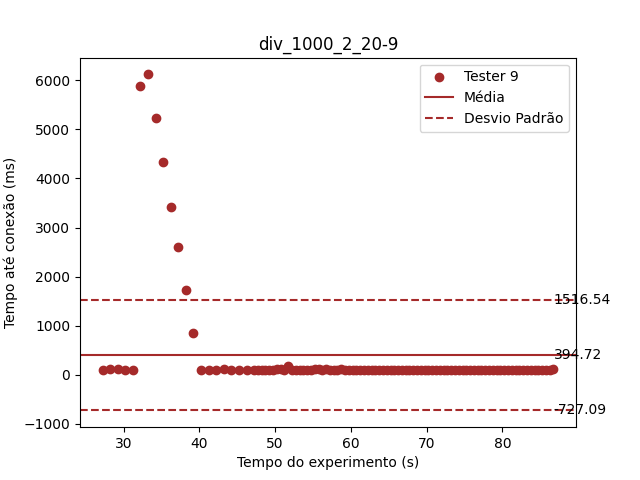 div_1000_2_20-9
Tester 9
Média
Desvio Padrão
Tempo até conexão (ms)
6000
5000
4000
3000
2000
1000
0
−1000
1516.54
394.72
-727.09
30
40
50
60
70
80
Tempo do experimento (s)